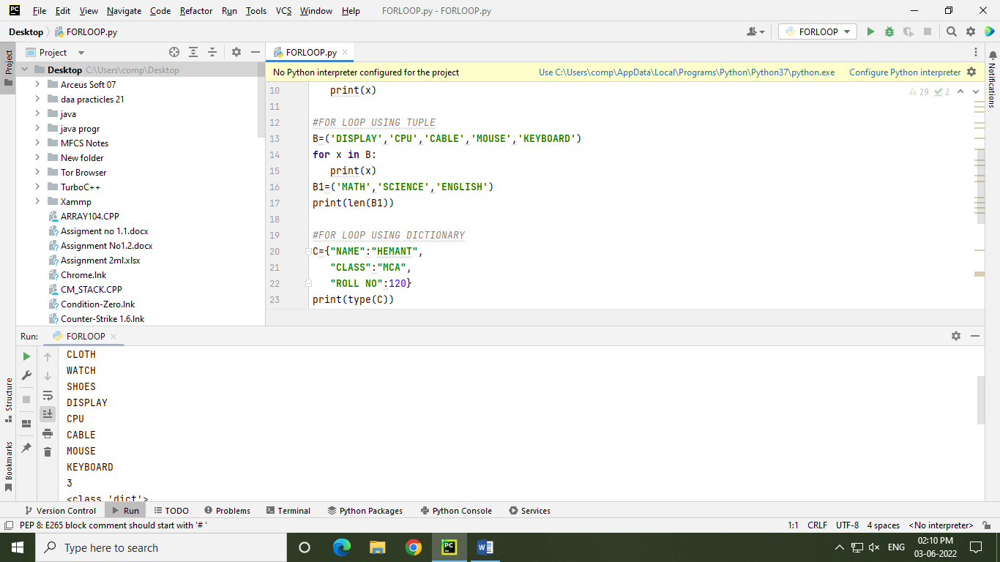 PC File Edit View Navigate Code Refactor Run Tools VCS Window Help FORLOOP.py - FORLOOP.py
Desktop FORLOOP.py FORLOOP
Project
Project
FORLOOP.py
Desktop C:\Users\comp\Desktop
Arceus Soft 07
daa practicles 21
java
java progr
MFCS Notes
New folder
Tor Browser
TurboC++
Xammp
ARRAY104.CPP
Assigment no 1.1.docx
Assignment No1.2.docx
Assignment 2ml.xlsx
Chrome.lnk
CM_STACK.CPP
Condition-Zero.lnk
Counter-Strike 1.6.lnk
No Python interpreter configured for the project Use C:\Users\comp\AppData\Local\Programs\Python\Python37\python.exe Configure Python interpreter
Notifications
29 2
10 print(x)
11
12 #FOR LOOP USING TUPLE
13 B=('DISPLAY','CPU','CABLE','MOUSE','KEYBOARD')
14 for x in B:
15 print(x)
16 B1=('MATH','SCIENCE','ENGLISH')
17 print(len(B1))
18
19 #FOR LOOP USING DICTIONARY
20 C={"NAME":"HEMANT",
21 "CLASS":"MCA",
22 "ROLL NO":120}
23 print(type(C))
Run: FORLOOP
CLOTH
WATCH
SHOES
DISPLAY
CPU
CABLE
MOUSE
KEYBOARD
3
<class 'dict'>
Structure
Bookmarks
Version Control Run TODO Problems Terminal Python Packages Python Console Services
PEP 8: E265 block comment should start with '# ' 1:1 CRLF UTF-8 4 spaces <No interpreter>
Type here to search
PC
W
ENG
02:10 PM
03-06-2022